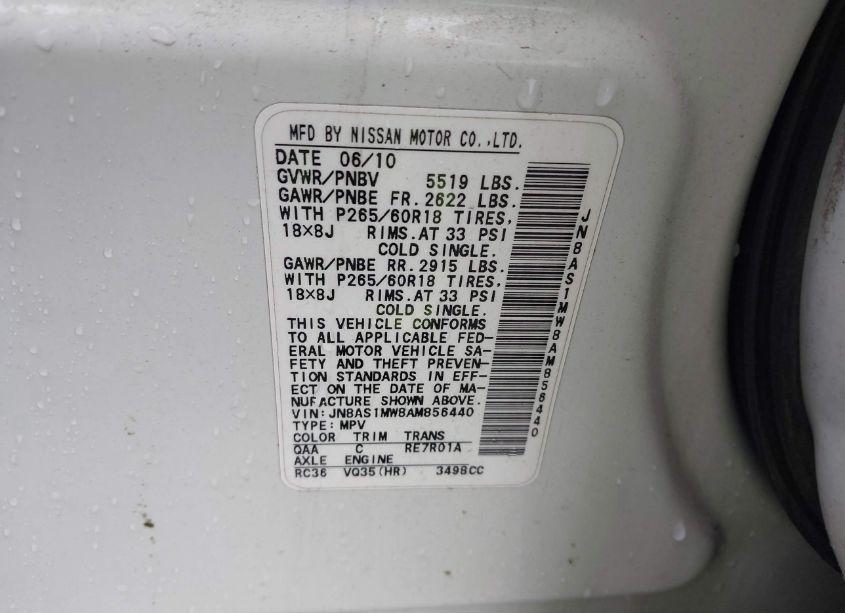 MFD BY NISSAN MOTOR CO.,LTD.
DATE 06/10
GVWR/PNBV 5519 LBS.
GAWR/PNBE FR.2622 LBS.
WITH P265/60R18 TIRES,
18×8J RIMS.AT 33 PSI
COLD SINGLE.
GAWR/PNBE RR.2915 LBS.
WITH P265/60R18 TIRES,
18×8J RIMS.AT 33 PSI
COLD SINGLE.
THIS VEHICLE CONFORMS
TO ALL APPLICABLE FED-
ERAL MOTOR VEHICLE SA-
FETY AND THEFT PREVEN-
TION STANDARDS IN EFF-
ECT ON THE DATE OF MA-
NUFACTURE SHOWN ABOVE.
VIN:JN8AS1MW8AM856440
TYPE:MPV
COLOR TRIM TRANS
QAA C RE7R01A
AXLE ENGINE
RC36 VQ35(HR) 3498CC
JN8AS1MW8AM856440